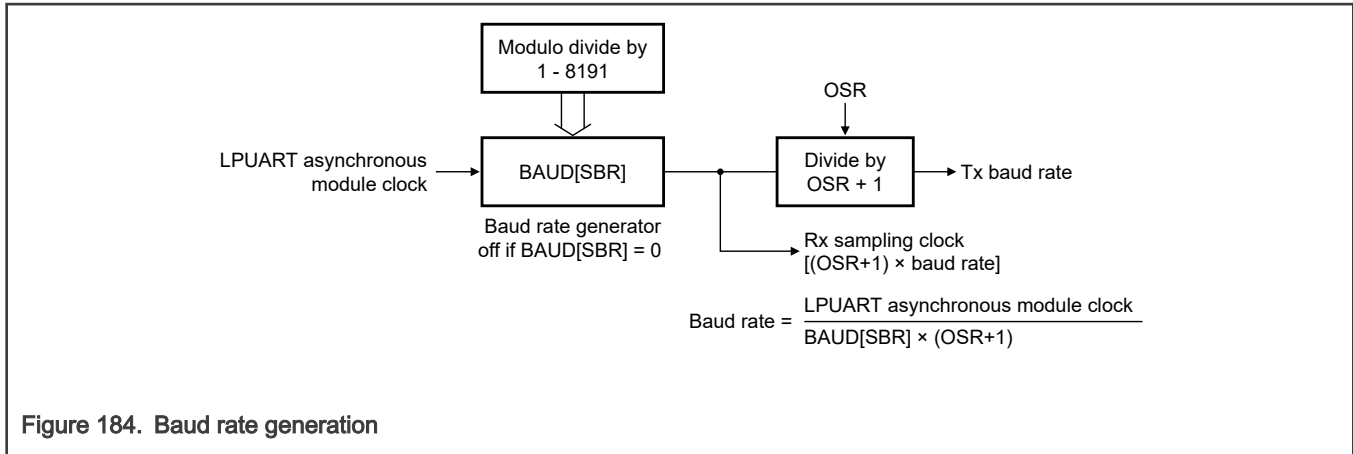 Modulo divide by
1 - 8191
OSR
LPUART asynchronous
module clock
BAUD[SBR]
Divide by
OSR + 1
Tx baud rate
Baud rate generator
off if BAUD[SBR] = 0
Rx sampling clock
[(OSR+1) × baud rate]
Baud rate = LPUART asynchronous module clock
BAUD[SBR] × (OSR+1)
Figure 184. Baud rate generation